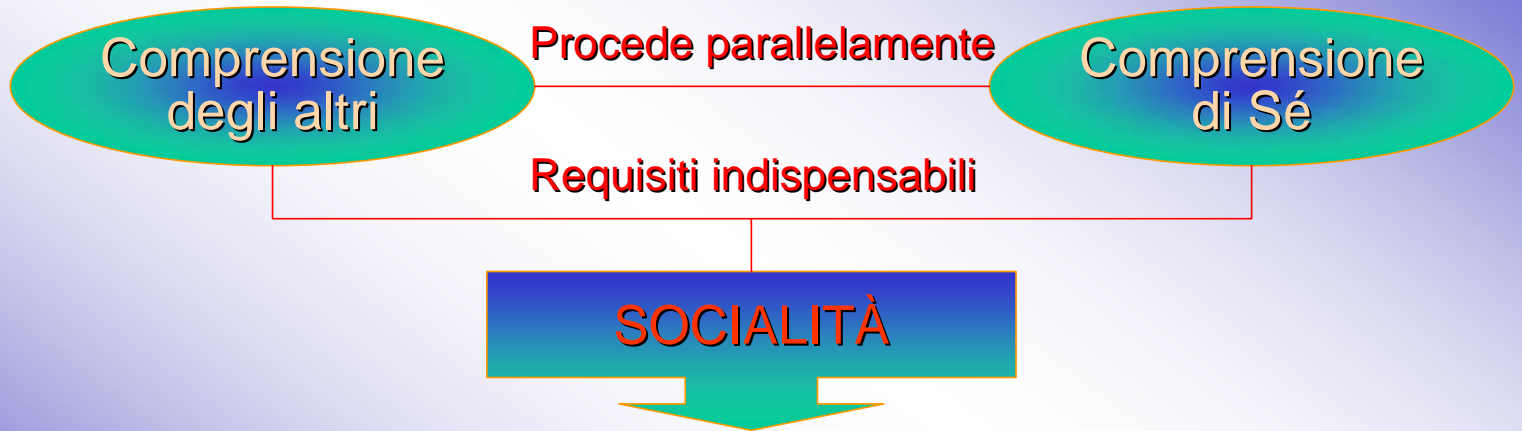 Comprensione
degli altri
Procede parallelamente
Comprensione
di Sé
Requisiti indispensabili
SOCIALITÀ